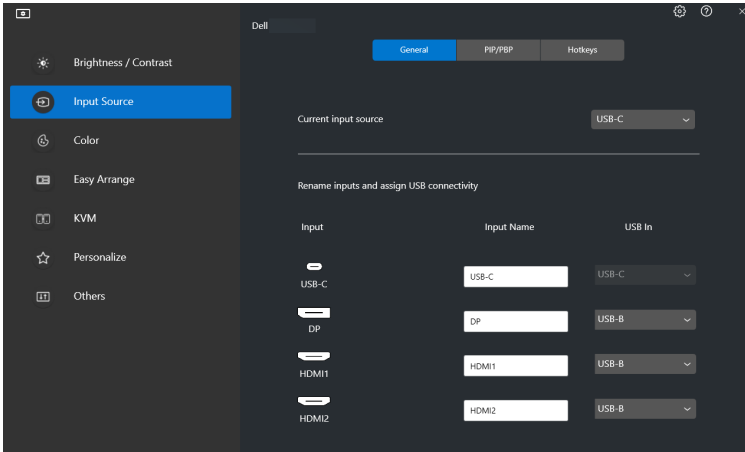 Dell
General PIP/PBP Hotkeys
Brightness / Contrast
Input Source
Color
Easy Arrange
KVM
Personalize
Others
Current input source USB-C
Rename inputs and assign USB connectivity
Input Input Name USB In
USB-C USB-C USB-C
DP DP USB-B
HDMI1 HDMI1 USB-B
HDMI2 HDMI2 USB-B